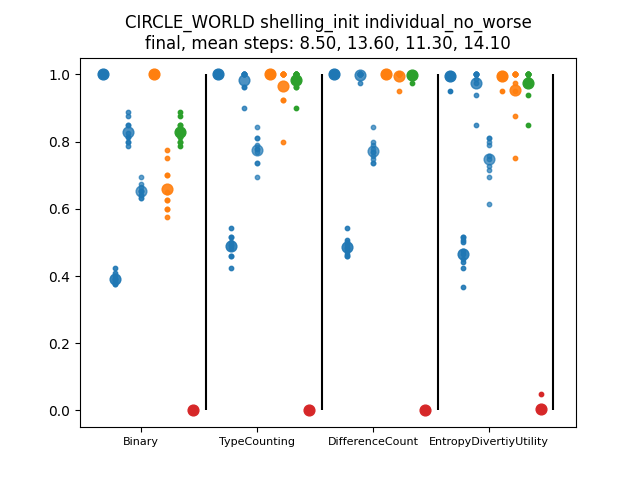 CIRCLE_WORLD shelling_init individual_no_worse
final, mean steps: 8.50, 13.60, 11.30, 14.10
1.0
0.8
0.6
0.4
0.2
0.0
Binary TypeCounting DifferenceCount EntropyDivertiyUtility